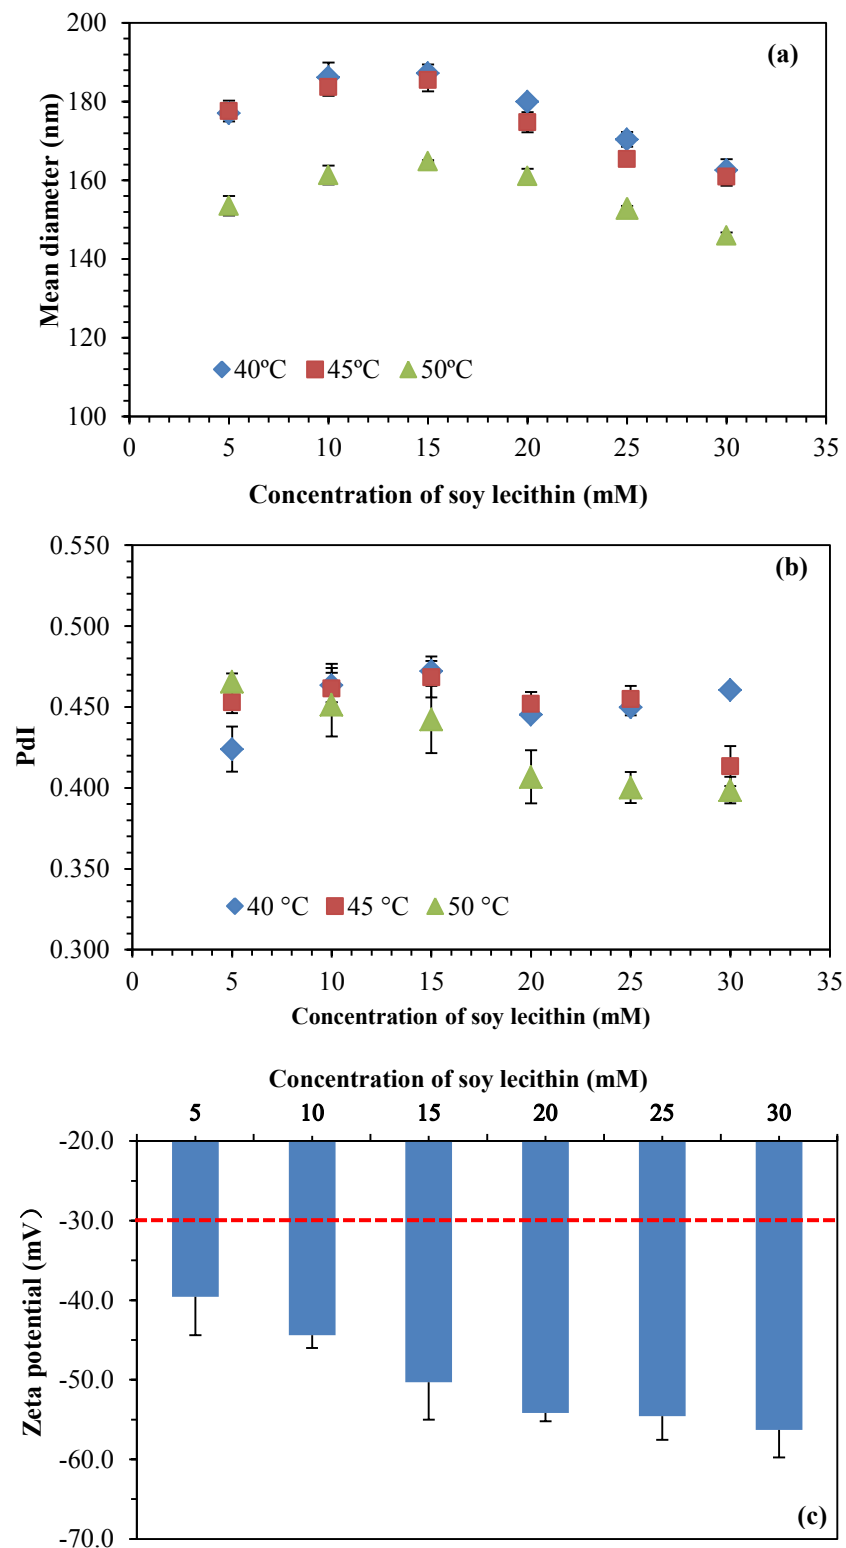 200
(a)
180
160
140
120
100
Mean diameter (nm)
40ºC 45ºC 50ºC
0 5 10 15 20 25 30 35
Concentration of soy lecithin (mM)
0.550
(b)
0.500
0.450
0.400
0.350
0.300
PdI
40 °C 45 °C 50 °C
0 5 10 15 20 25 30 35
Concentration of soy lecithin (mM)
Concentration of soy lecithin (mM)
5 10 15 20 25 30
-20.0
-30.0
-40.0
-50.0
-60.0
-70.0
Zeta potential (mV)
(c)